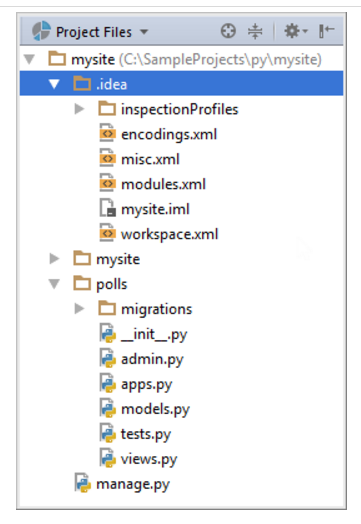 Project Files
mysite (C:\SampleProjects\py\mysite)
.idea
inspectionProfiles
encodings.xml
misc.xml
modules.xml
mysite.iml
workspace.xml
mysite
polls
migrations
__init__.py
admin.py
apps.py
models.py
tests.py
views.py
manage.py